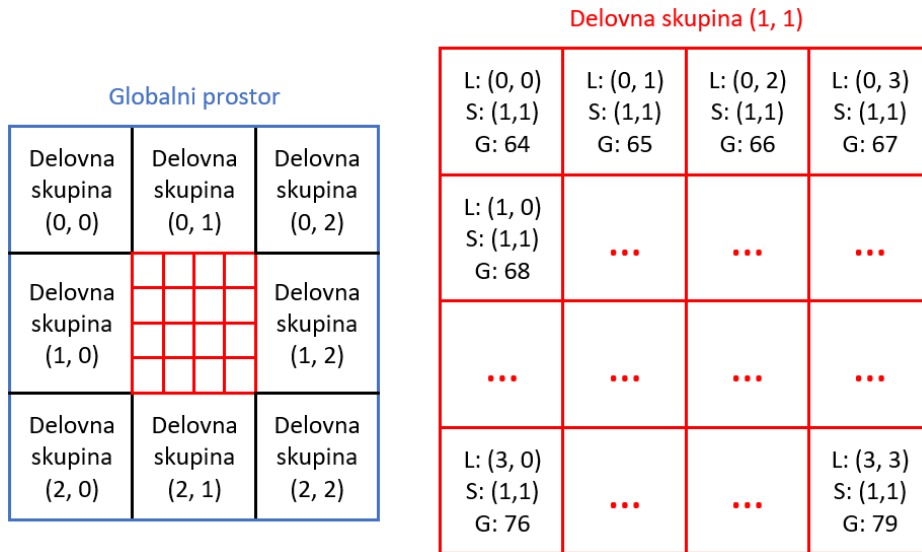 Globalni prostor
Delovna
skupina
(0, 0)
Delovna
skupina
(0, 1)
Delovna
skupina
(0, 2)
Delovna
skupina
(1, 0)
Delovna
skupina
(1, 2)
Delovna
skupina
(2, 0)
Delovna
skupina
(2, 1)
Delovna
skupina
(2, 2)
Delovna skupina (1, 1)
L: (0, 0)
S: (1,1)
G: 64
L: (0, 1)
S: (1,1)
G: 65
L: (0, 2)
S: (1,1)
G: 66
L: (0, 3)
S: (1,1)
G: 67
L: (1, 0)
S: (1,1)
G: 68
...
...
...
...
...
...
...
L: (3, 0)
S: (1,1)
G: 76
...
...
L: (3, 3)
S: (1,1)
G: 79